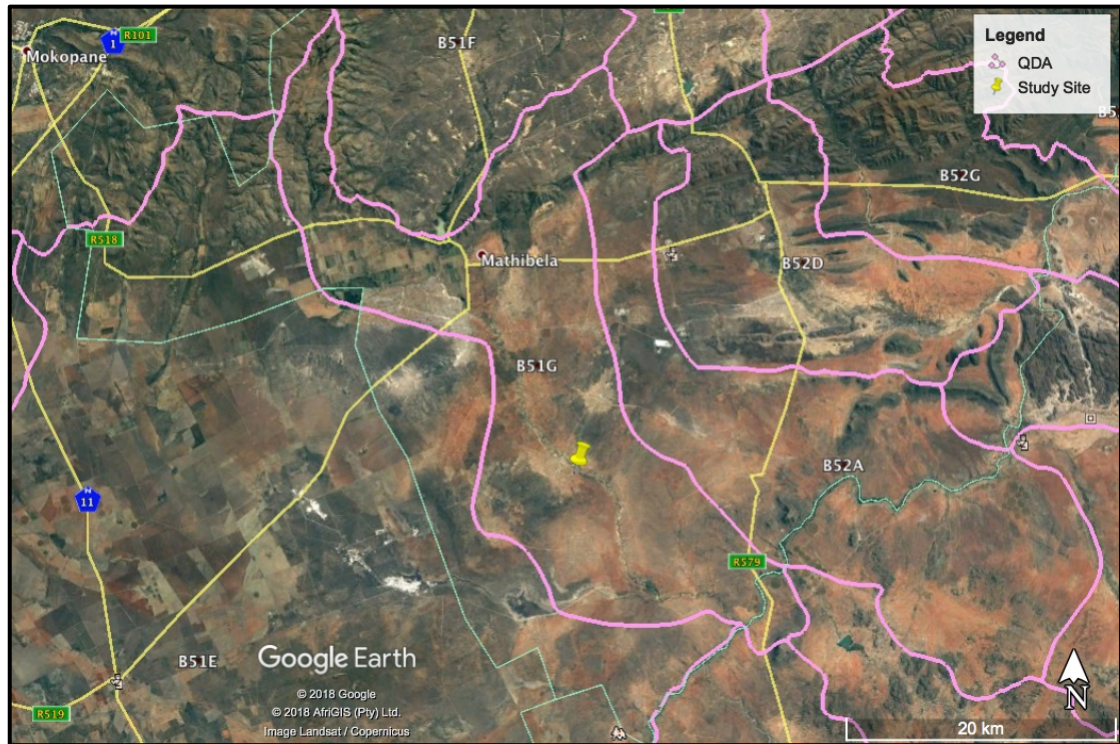 Mokopane
N
1
R101
B51F
Legend
QDA
Study Site
B5
B52G
R518
Mathibela
B52D
B51G
B52A
N
11
R579
B51E
Google Earth
© 2018 Google
© 2018 AfriGIS (Pty) Ltd.
Image Landsat / Copernicus
R519
N
20 km